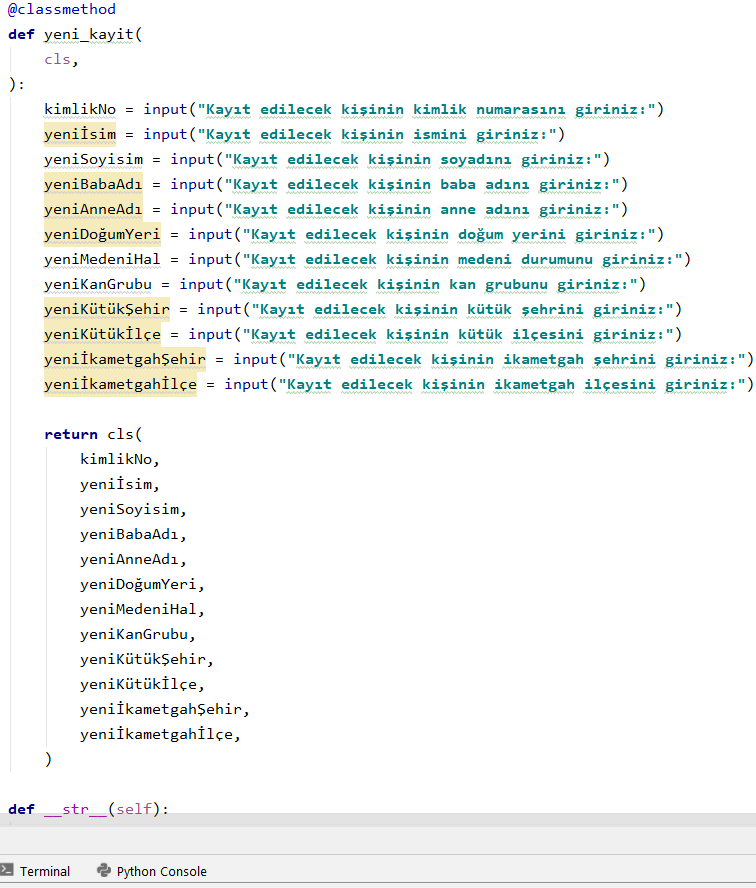 @classmethod
def yeni_kayit(
    cls,
):
    kimlikNo = input("Kayıt edilecek kişinin kimlik numarasını giriniz:")
    yeniİsim = input("Kayıt edilecek kişinin ismini giriniz:")
    yeniSoyisim = input("Kayıt edilecek kişinin soyadını giriniz:")
    yeniBabaAdı = input("Kayıt edilecek kişinin baba adını giriniz:")
    yeniAnneAdı = input("Kayıt edilecek kişinin anne adını giriniz:")
    yeniDoğumYeri = input("Kayıt edilecek kişinin doğum yerini giriniz:")
    yeniMedeniHal = input("Kayıt edilecek kişinin medeni durumunu giriniz:")
    yeniKanGrubu = input("Kayıt edilecek kişinin kan grubunu giriniz:")
    yeniKütükŞehir = input("Kayıt edilecek kişinin kütük şehrini giriniz:")
    yeniKütükİlçe = input("Kayıt edilecek kişinin kütük ilçesini giriniz:")
    yeniİkametgahŞehir = input("Kayıt edilecek kişinin ikametgah şehrini giriniz:")
    yeniİkametgahİlçe = input("Kayıt edilecek kişinin ikametgah ilçesini giriniz:")
    return cls(
        kimlikNo,
        yeniİsim,
        yeniSoyisim,
        yeniBabaAdı,
        yeniAnneAdı,
        yeniDoğumYeri,
        yeniMedeniHal,
        yeniKanGrubu,
        yeniKütükŞehir,
        yeniKütükİlçe,
        yeniİkametgahŞehir,
        yeniİkametgahİlçe,
    )
def __str__(self):
Terminal Python Console